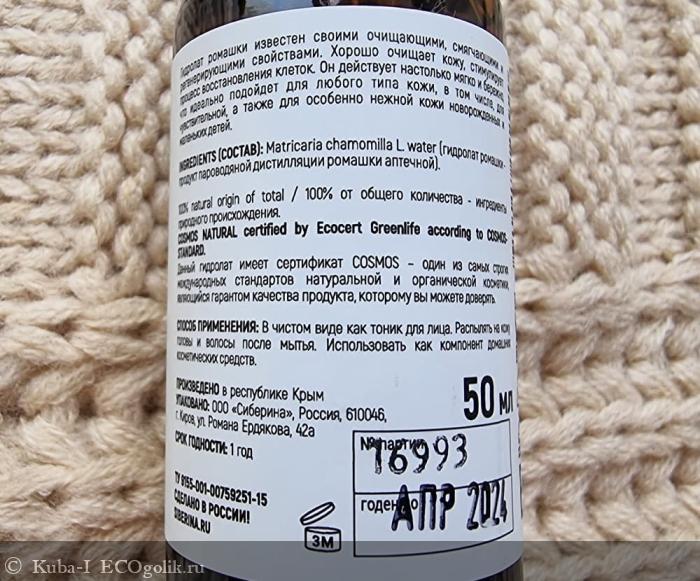 Гидролат ромашки известен своими очищающими, смягчающими и
регенерирующими свойствами. Хорошо очищает кожу, стимулирует
процесс восстановления клеток. Он действует настолько мягко и бережно,
что идеально подойдет для любого типа кожи, в том числе, для
чувствительной, а также для особенно нежной кожи новорожденных и
маленьких детей.
INGREDIENTS (СОСТАВ): Matricaria chamomilla L. water (гидролат ромашки -
продукт пароводяной дистилляции ромашки аптечной).
100% natural origin of total / 100% от общего количества - ингредиенты
природного происхождения.
COSMOS NATURAL certified by Ecocert Greenlife according to COSMOS-
STANDARD.
Данный гидролат имеет сертификат COSMOS – один из самых строгих
международных стандартов натуральной и органической косметики,
являющийся гарантом качества продукта, которому вы можете доверять.
СПОСОБ ПРИМЕНЕНИЯ: В чистом виде как тоник для лица. Распылять на кожу
головы и волосы после мытья. Использовать как компонент домашних
косметических средств.
ПРОИЗВЕДЕНО в республике Крым
УПАКОВАНО: ООО «Сиберина», Россия, 610046,
г. Киров, ул. Романа Ердякова, 42а
50 мл
СРОК ГОДНОСТИ: 1 год
№ партии
16993
ТУ 9155-001-00759251-15
СДЕЛАНО В РОССИИ!
SIBERINA.RU
3М
годен до
АПР 2024
© Kuba-I ECOgolik.ru